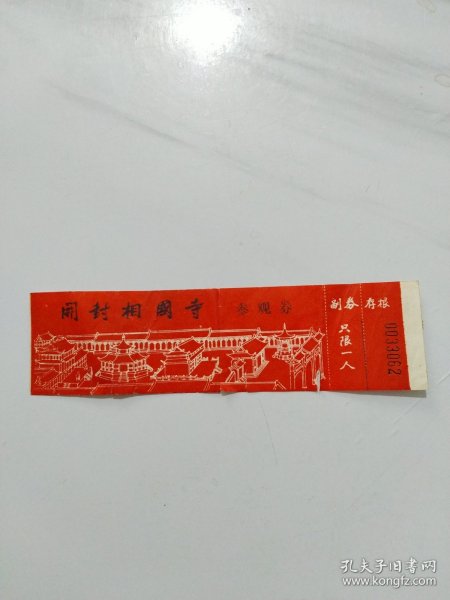 開封相國寺
参观券
副券
只限一人
存根
0033062
孔夫子旧书网
www.kongfz.com